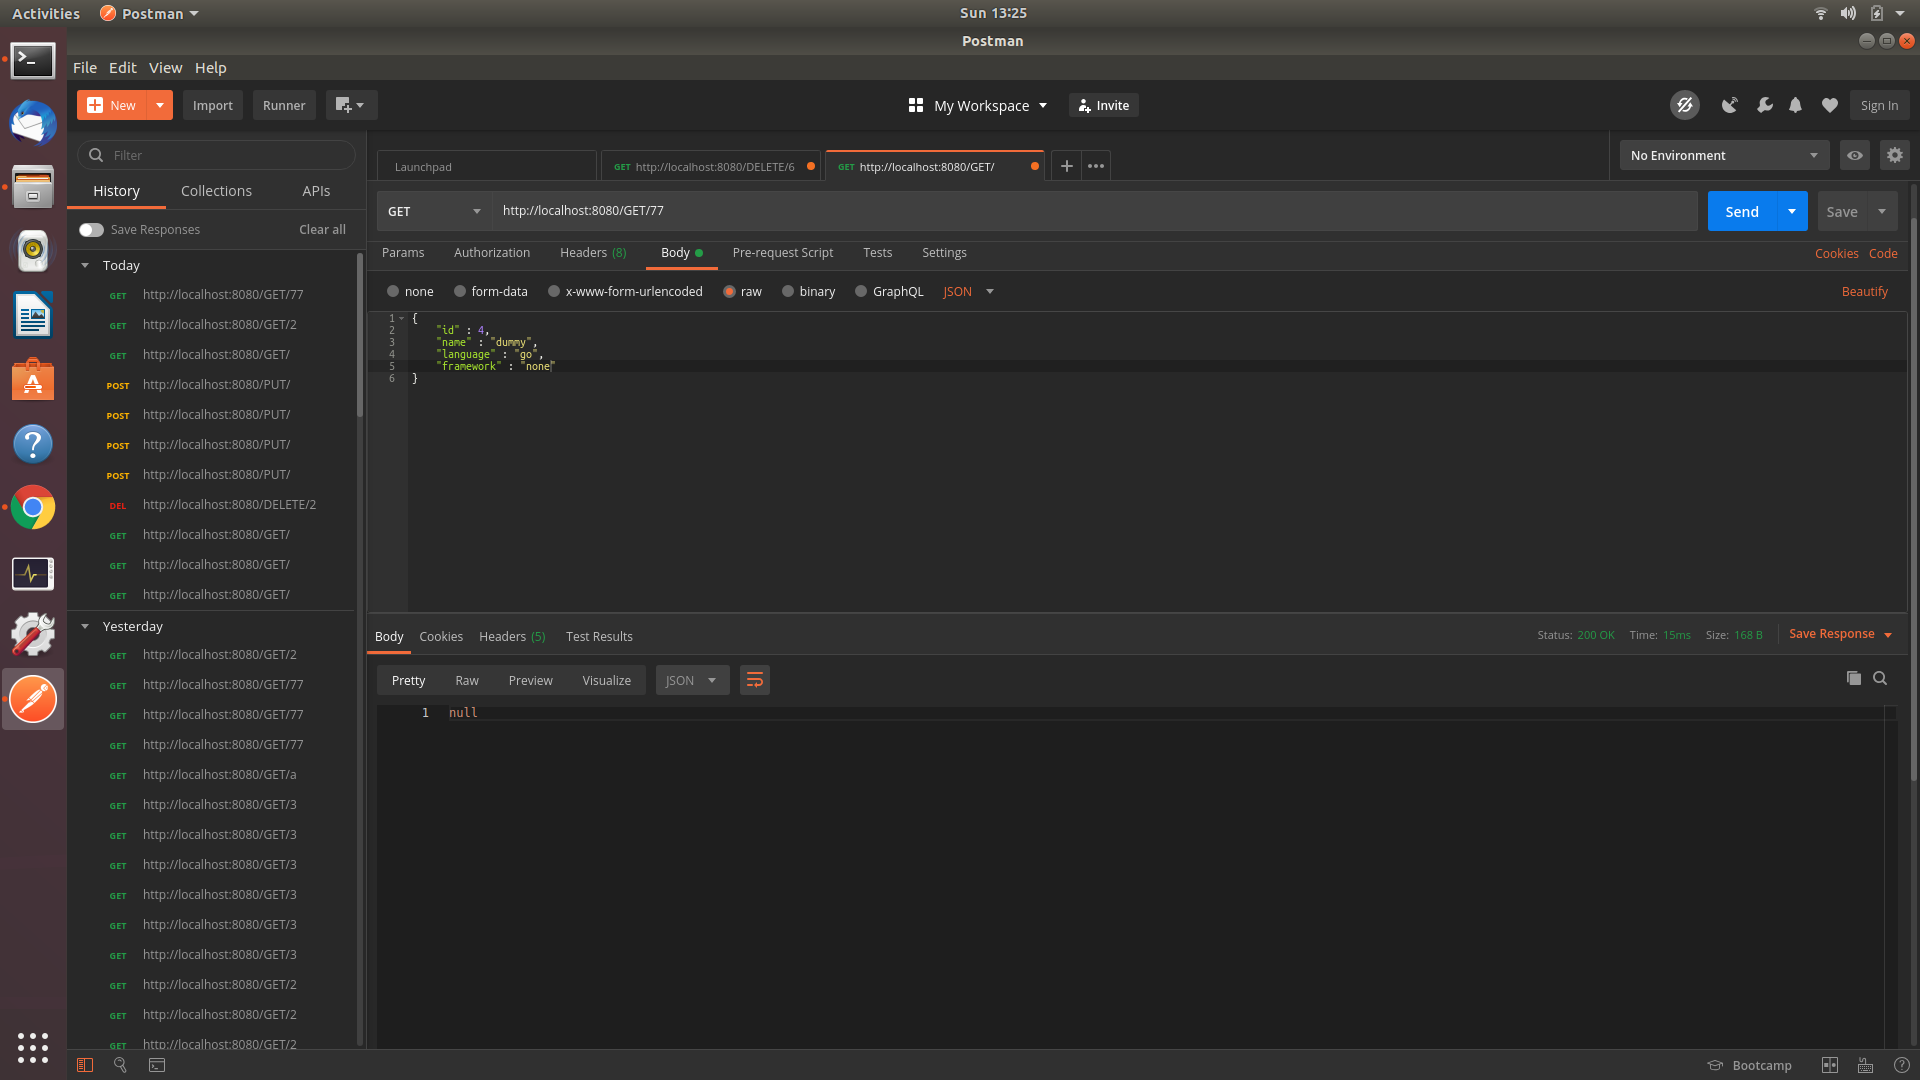 Activities
Postman
Sun 13:25
Postman
File Edit View Help
New
Import
Runner
My Workspace
Invite
Sign In
Filter
History
Collections
APIs
Save Responses
Clear all
Today
GET http://localhost:8080/GET/77
GET http://localhost:8080/GET/2
GET http://localhost:8080/GET/
POST http://localhost:8080/PUT/
POST http://localhost:8080/PUT/
POST http://localhost:8080/PUT/
POST http://localhost:8080/PUT/
DEL http://localhost:8080/DELETE/2
GET http://localhost:8080/GET/
GET http://localhost:8080/GET/
GET http://localhost:8080/GET/
Yesterday
GET http://localhost:8080/GET/2
GET http://localhost:8080/GET/77
GET http://localhost:8080/GET/77
GET http://localhost:8080/GET/77
GET http://localhost:8080/GET/a
GET http://localhost:8080/GET/3
GET http://localhost:8080/GET/3
GET http://localhost:8080/GET/3
GET http://localhost:8080/GET/3
GET http://localhost:8080/GET/3
GET http://localhost:8080/GET/3
GET http://localhost:8080/GET/2
GET http://localhost:8080/GET/2
GET http://localhost:8080/GET/2
Launchpad
GET http://localhost:8080/DELETE/6
GET http://localhost:8080/GET/
No Environment
GET
http://localhost:8080/GET/77
Send
Save
Params
Authorization
Headers (8)
Body
Pre-request Script
Tests
Settings
Cookies
Code
none
form-data
x-www-form-urlencoded
raw
binary
GraphQL
JSON
Beautify
1 {
2 "id" : 4,
3 "name" : "dummy",
4 "language" : "go",
5 "framework" : "none"
6 }
Body
Cookies
Headers (5)
Test Results
Status: 200 OK
Time: 15ms
Size: 168 B
Save Response
Pretty
Raw
Preview
Visualize
JSON
1 null
Bootcamp